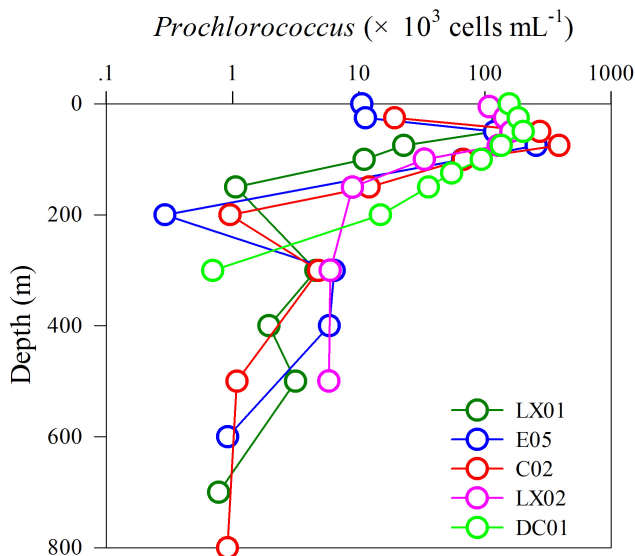 Prochlorococcus (× 10³ cells mL⁻¹)
.1 1 10 100 1000
0
200
400
600
800
Depth (m)
LX01
E05
C02
LX02
DC01